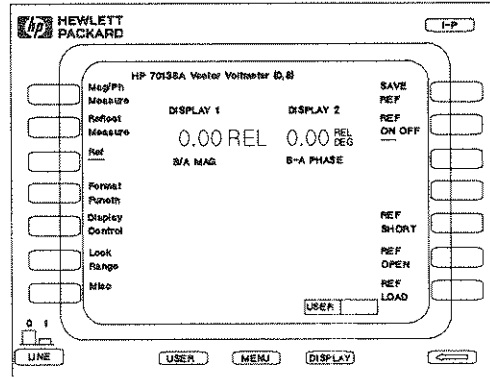 hp HEWLETT
PACKARD
I-P
HP 70138A Vector Voltmeter (0,8)
Mag/Ph
Measure
SAVE
REF
DISPLAY 1
DISPLAY 2
Reflect
Measure
REF
ON OFF
0.00 REL
0.00 REL
DEG
Ref
B/A MAG
B-A PHASE
Format
Functn
Display
Control
REF
SHORT
Lock
Range
REF
OPEN
Misc
REF
LOAD
USER
0 1
LINE
USER
MENU
DISPLAY